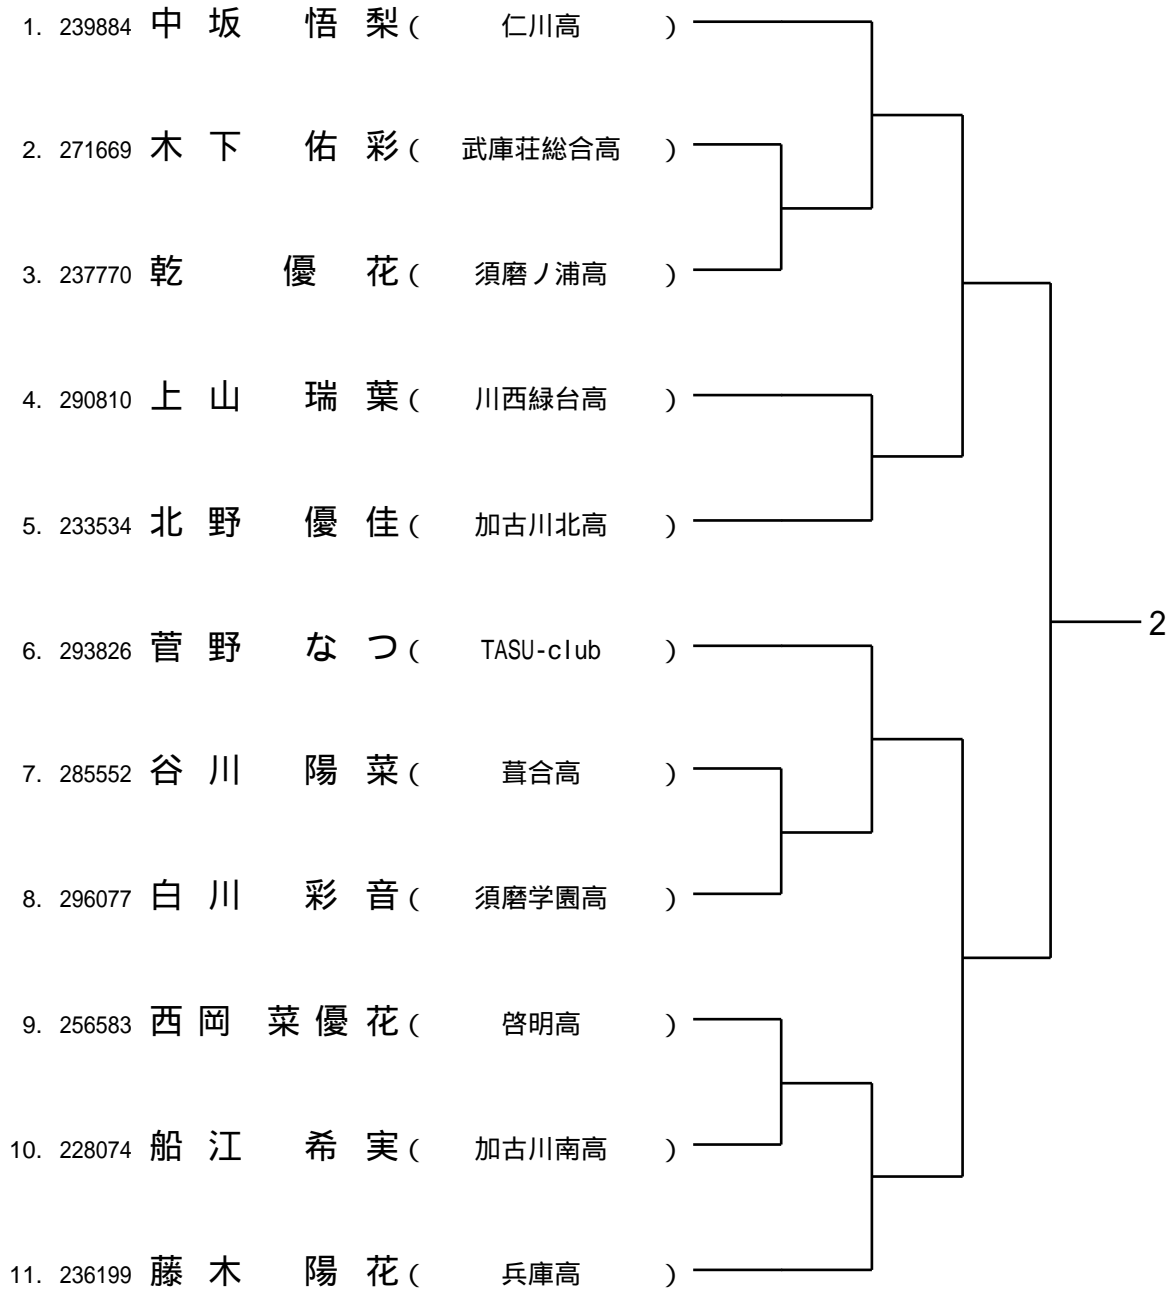 1. 239884 中坂 悟梨 ( 仁川高 )
2. 271669 木下 佑彩 ( 武庫荘総合高 )
3. 237770 乾 優花 ( 須磨ノ浦高 )
4. 290810 上山 瑞葉 ( 川西緑台高 )
5. 233534 北野 優佳 ( 加古川北高 )
2
6. 293826 菅野 なつ ( TASU-club )
7. 285552 谷川 陽菜 ( 葺合高 )
8. 296077 白川 彩音 ( 須磨学園高 )
9. 256583 西岡 菜優花 ( 啓明高 )
10. 228074 船江 希実 ( 加古川南高 )
11. 236199 藤木 陽花 ( 兵庫高 )